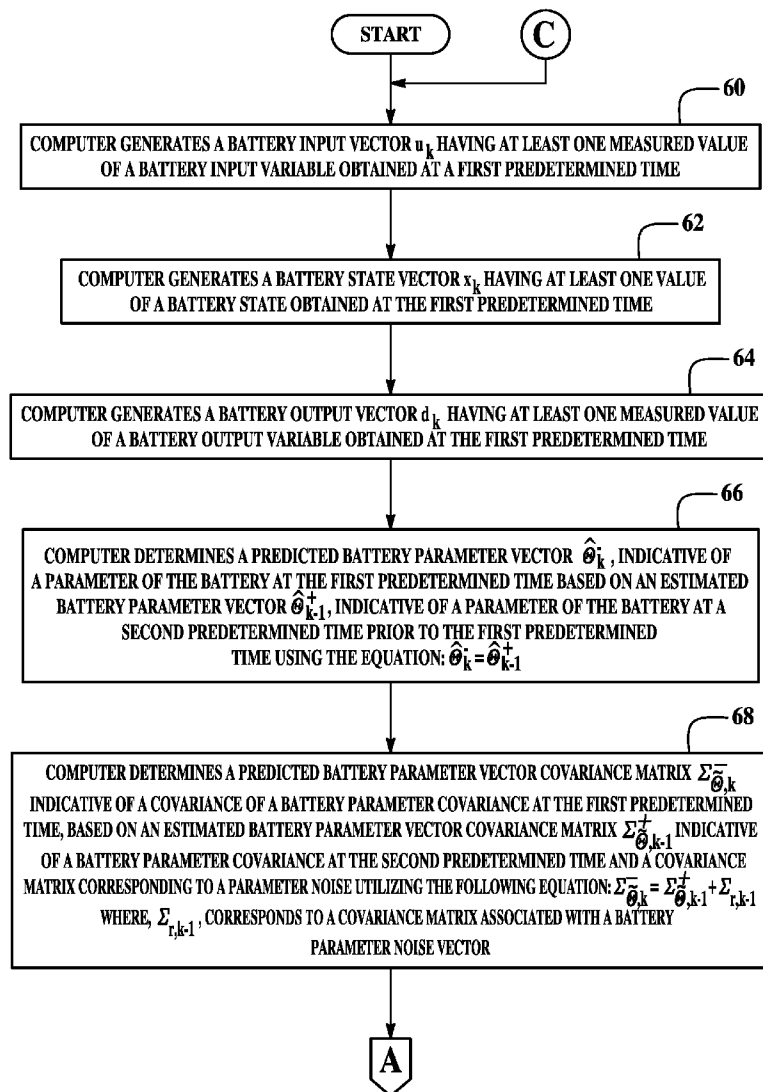 START
C
60
COMPUTER GENERATES A BATTERY INPUT VECTOR u_k HAVING AT LEAST ONE MEASURED VALUE
OF A BATTERY INPUT VARIABLE OBTAINED AT A FIRST PREDETERMINED TIME
62
COMPUTER GENERATES A BATTERY STATE VECTOR x_k HAVING AT LEAST ONE VALUE
OF A BATTERY STATE OBTAINED AT THE FIRST PREDETERMINED TIME
64
COMPUTER GENERATES A BATTERY OUTPUT VECTOR d_k HAVING AT LEAST ONE MEASURED VALUE
OF A BATTERY OUTPUT VARIABLE OBTAINED AT THE FIRST PREDETERMINED TIME
66
COMPUTER DETERMINES A PREDICTED BATTERY PARAMETER VECTOR Θ̂_k^-, INDICATIVE OF
A PARAMETER OF THE BATTERY AT THE FIRST PREDETERMINED TIME BASED ON AN ESTIMATED
BATTERY PARAMETER VECTOR Θ̂_{k-1}^+, INDICATIVE OF A PARAMETER OF THE BATTERY AT A
SECOND PREDETERMINED TIME PRIOR TO THE FIRST PREDETERMINED
TIME USING THE EQUATION: Θ̂_k^- = Θ̂_{k-1}^+
68
COMPUTER DETERMINES A PREDICTED BATTERY PARAMETER VECTOR COVARIANCE MATRIX Σ_{Θ̃,k}^-
INDICATIVE OF A COVARIANCE OF A BATTERY PARAMETER COVARIANCE AT THE FIRST PREDETERMINED
TIME, BASED ON AN ESTIMATED BATTERY PARAMETER VECTOR COVARIANCE MATRIX Σ_{Θ̃,k-1}^+ INDICATIVE
OF A BATTERY PARAMETER COVARIANCE AT THE SECOND PREDETERMINED TIME AND A COVARIANCE
MATRIX CORRESPONDING TO A PARAMETER NOISE UTILIZING THE FOLLOWING EQUATION: Σ_{Θ̃,k}^- = Σ_{Θ̃,k-1}^+ + Σ_{r,k-1}
WHERE, Σ_{r,k-1}, CORRESPONDS TO A COVARIANCE MATRIX ASSOCIATED WITH A BATTERY
PARAMETER NOISE VECTOR
A